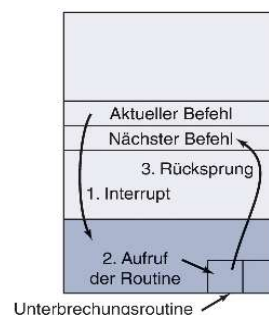 Aktueller Befehl
Nächster Befehl
3. Rücksprung
1. Interrupt
2. Aufruf
der Routine
Unterbrechungsroutine